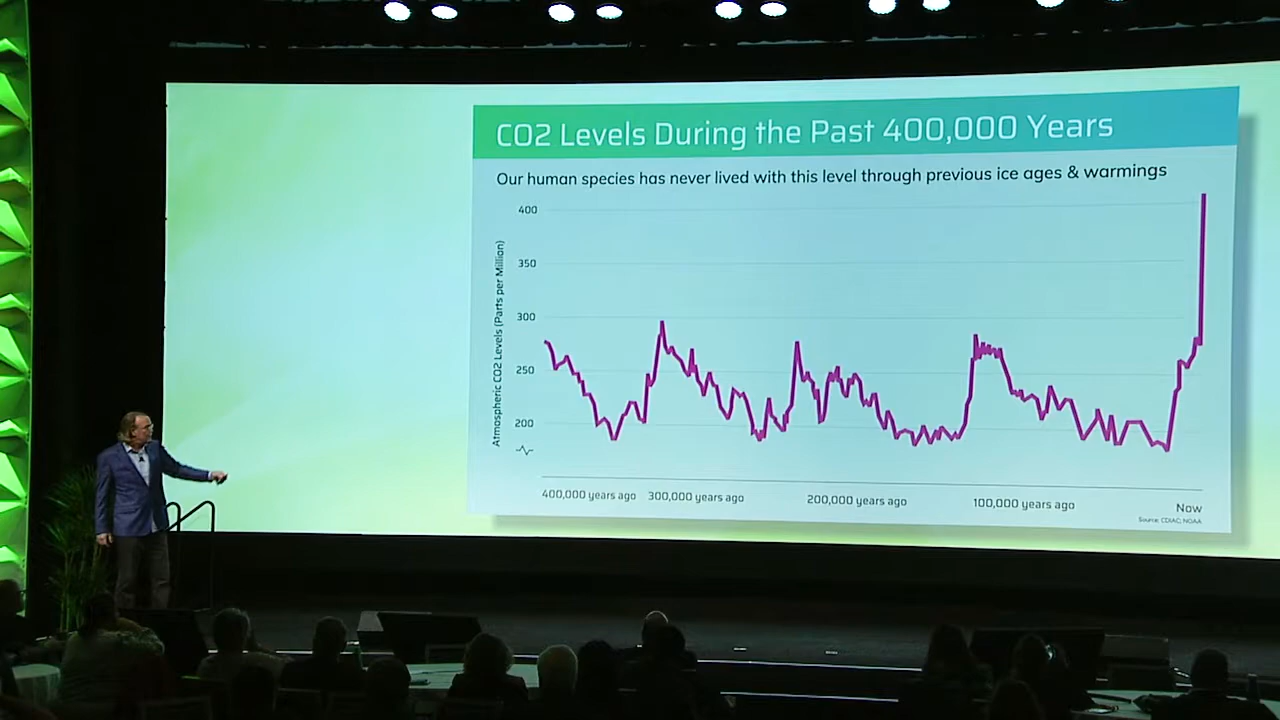 CO2 Levels During the Past 400,000 Years
Our human species has never lived with this level through previous ice ages & warmings
Atmospheric CO2 Levels (Parts per Million)
400
350
300
250
200
400,000 years ago
300,000 years ago
200,000 years ago
100,000 years ago
Now
Source: CDIAC; NOAA